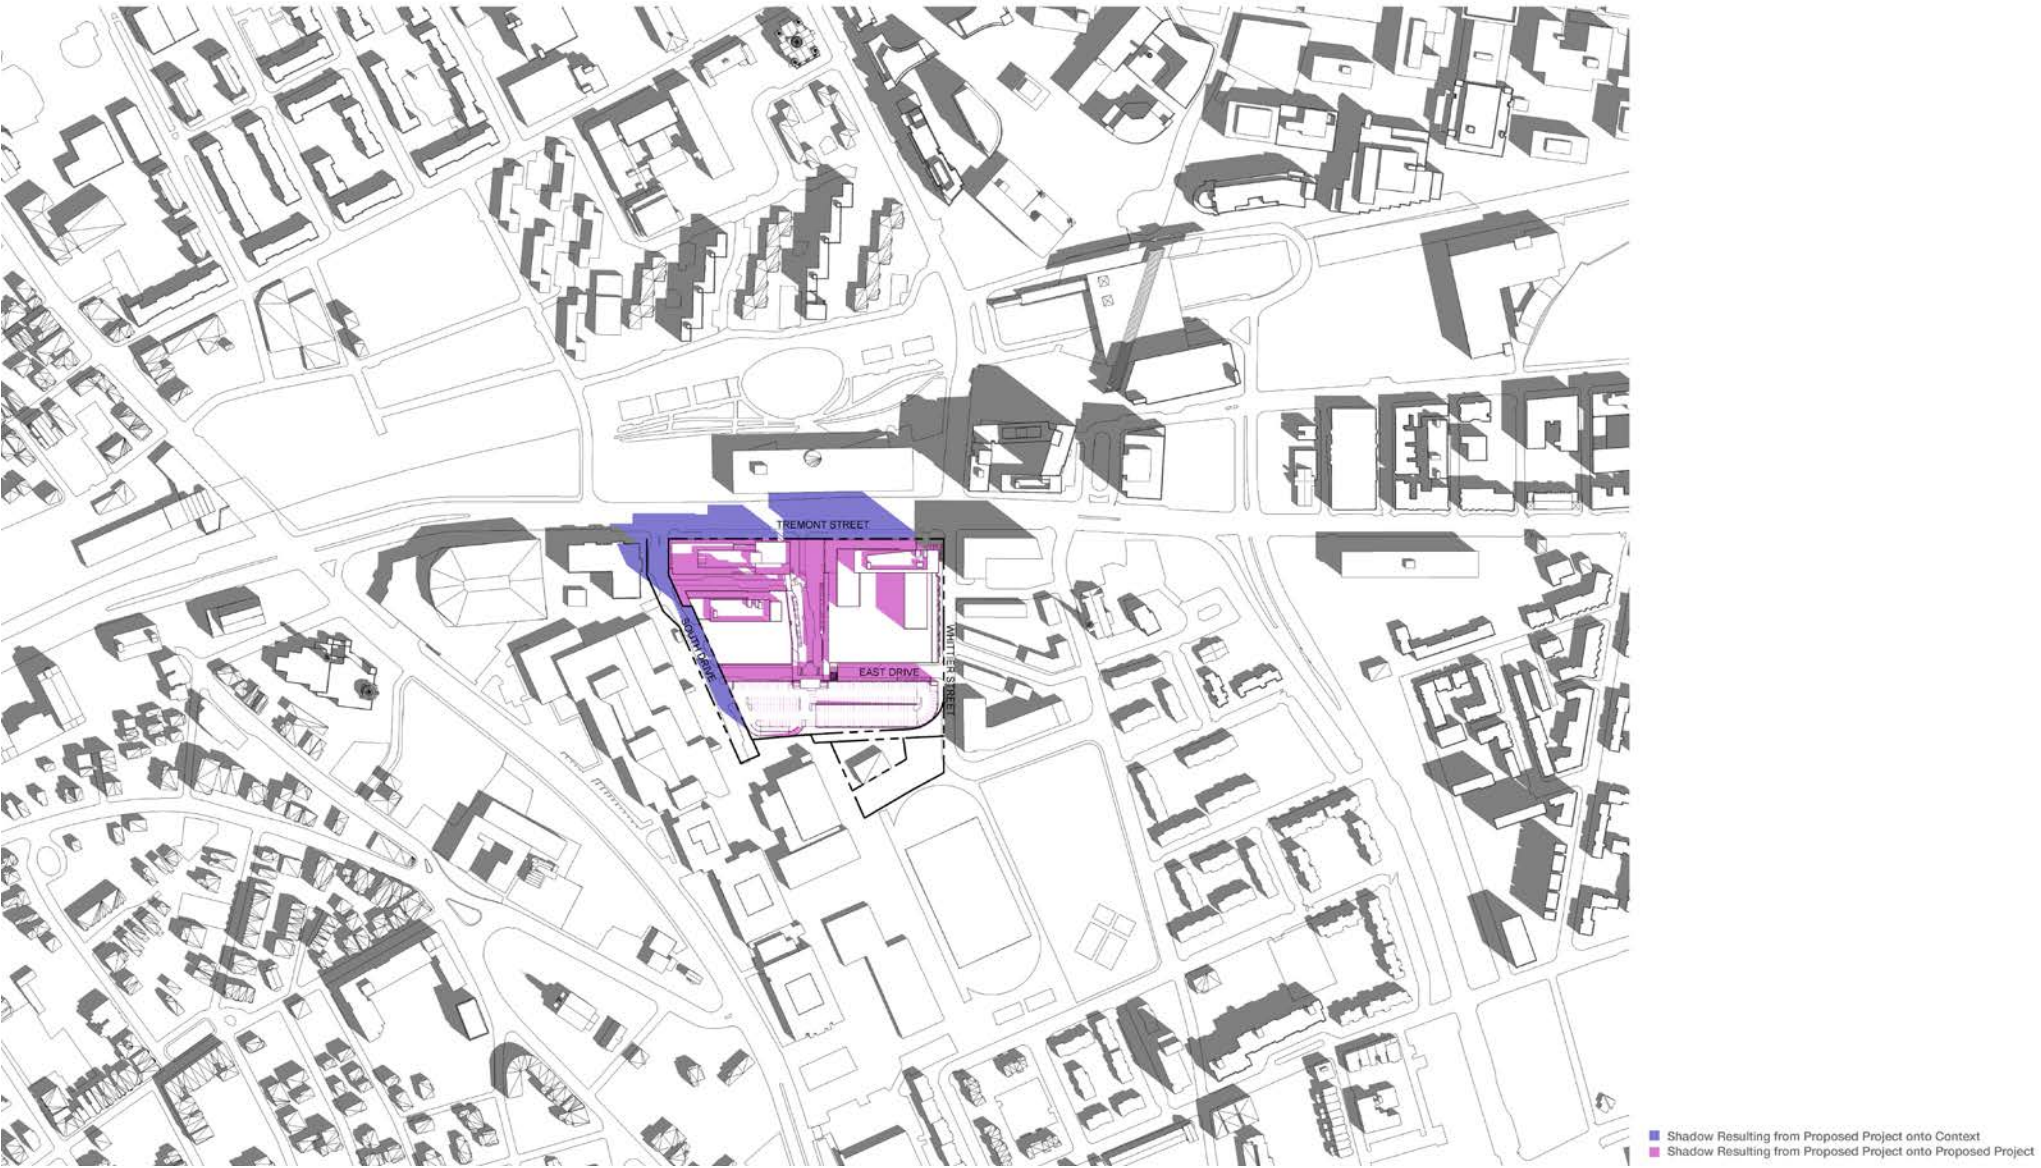 TREMONT STREET
SOUTH DRIVE
EAST DRIVE
WHITTIER STREET
Shadow Resulting from Proposed Project onto Context
Shadow Resulting from Proposed Project onto Proposed Project